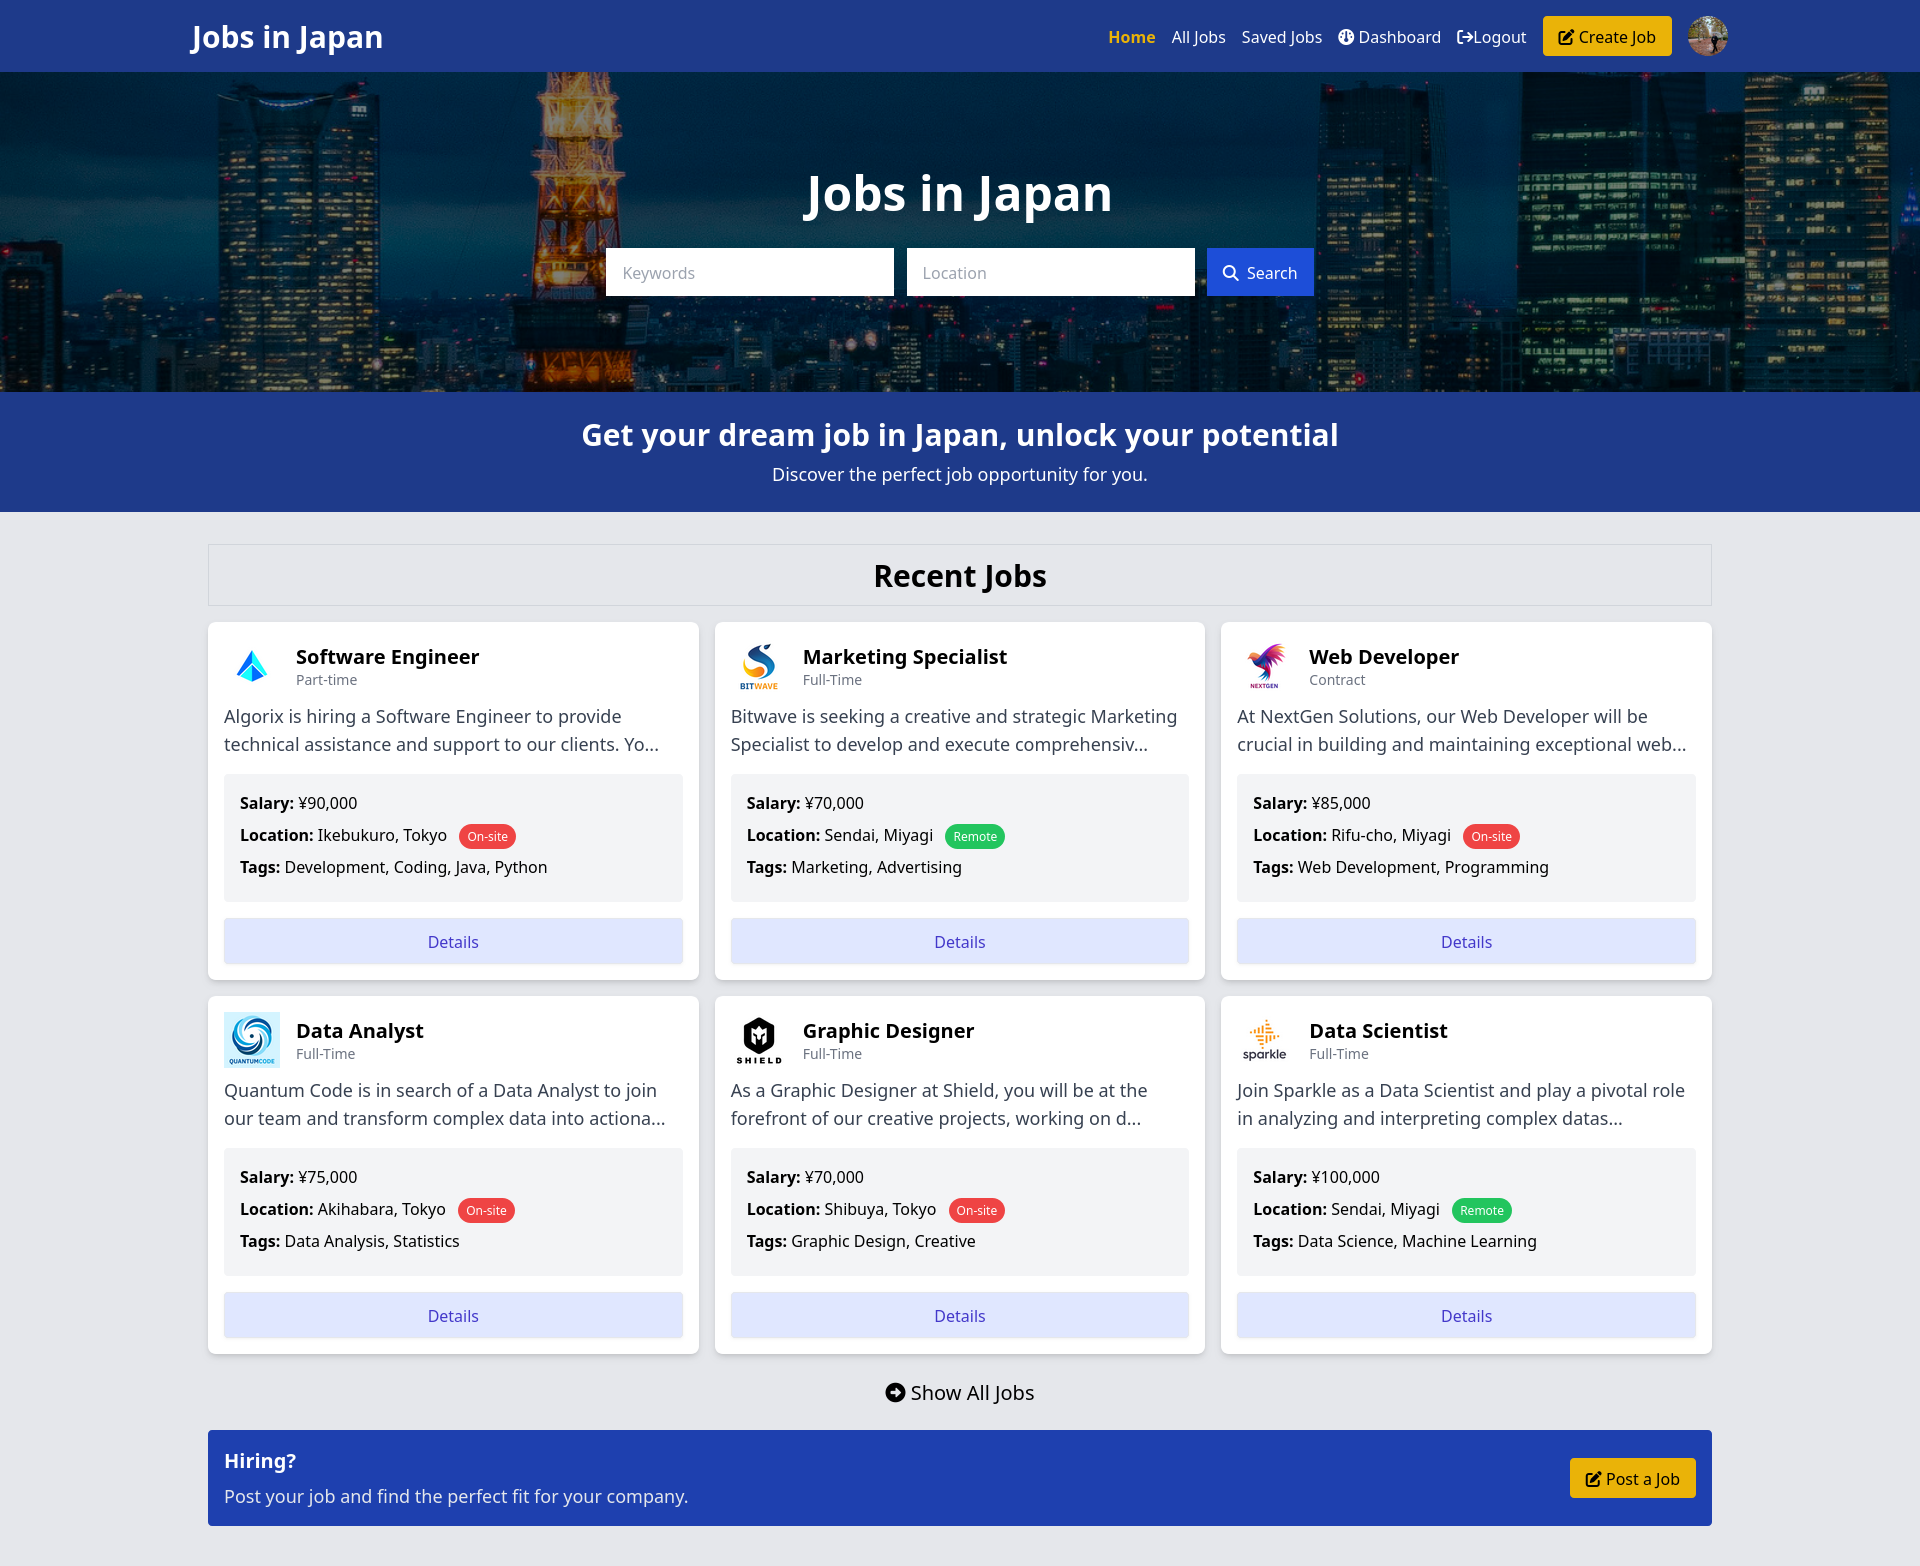 Jobs in Japan
Home All Jobs Saved Jobs Dashboard Logout Create Job
Jobs in Japan
Keywords Location Search
Get your dream job in Japan, unlock your potential
Discover the perfect job opportunity for you.
Recent Jobs
Software Engineer
Part-time
Algorix is hiring a Software Engineer to provide
technical assistance and support to our clients. Yo...
Salary: ¥90,000
Location: Ikebukuro, Tokyo On-site
Tags: Development, Coding, Java, Python
Details
BITWAVE
Marketing Specialist
Full-Time
Bitwave is seeking a creative and strategic Marketing
Specialist to develop and execute comprehensiv...
Salary: ¥70,000
Location: Sendai, Miyagi Remote
Tags: Marketing, Advertising
Details
NEXTGEN
Web Developer
Contract
At NextGen Solutions, our Web Developer will be
crucial in building and maintaining exceptional web...
Salary: ¥85,000
Location: Rifu-cho, Miyagi On-site
Tags: Web Development, Programming
Details
QUANTUMCODE
Data Analyst
Full-Time
Quantum Code is in search of a Data Analyst to join
our team and transform complex data into actiona...
Salary: ¥75,000
Location: Akihabara, Tokyo On-site
Tags: Data Analysis, Statistics
Details
SHIELD
Graphic Designer
Full-Time
As a Graphic Designer at Shield, you will be at the
forefront of our creative projects, working on d...
Salary: ¥70,000
Location: Shibuya, Tokyo On-site
Tags: Graphic Design, Creative
Details
sparkle
Data Scientist
Full-Time
Join Sparkle as a Data Scientist and play a pivotal role
in analyzing and interpreting complex datas...
Salary: ¥100,000
Location: Sendai, Miyagi Remote
Tags: Data Science, Machine Learning
Details
Show All Jobs
Hiring?
Post your job and find the perfect fit for your company.
Post a Job